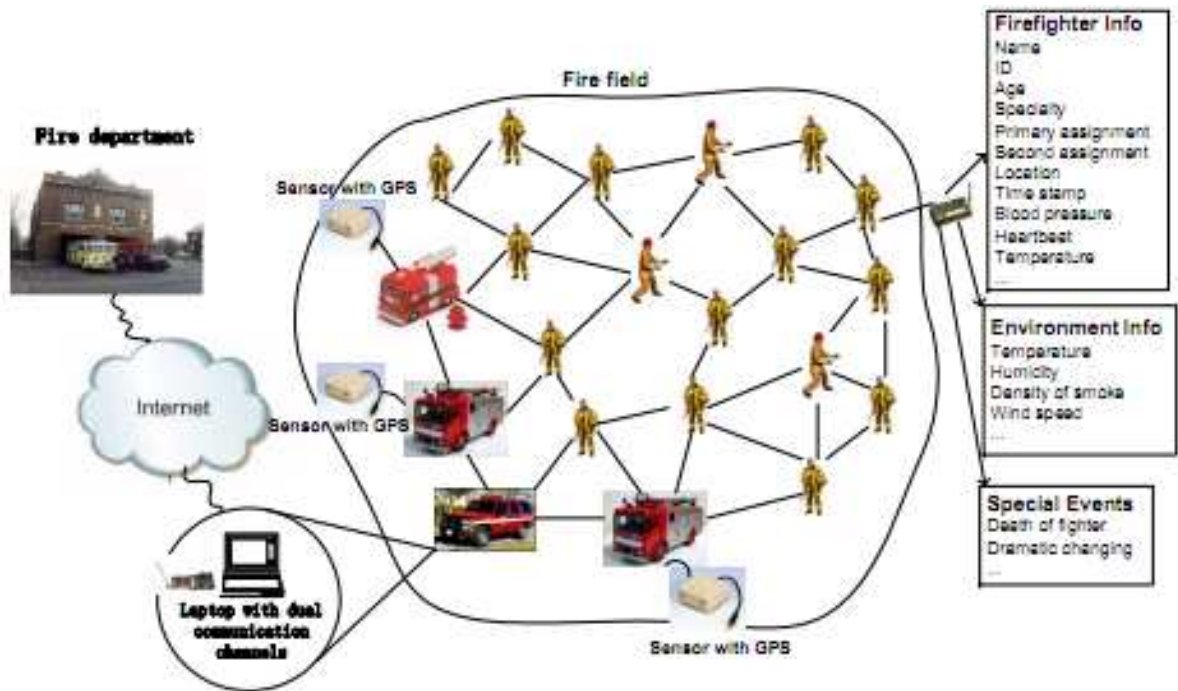 Fire field
Fire department
Sensor with GPS
Internet
Sensor with GPS
Laptop with dual
communication
channels
Sensor with GPS
Firefighter Info
Name
ID
Age
Specialty
Primary assignment
Second assignment
Location
Time stamp
Blood pressure
Heartbeat
Temperature
...
Environment Info
Temperature
Humidity
Density of smoke
Wind speed
...
Special Events
Death of fighter
Dramatic changing
...